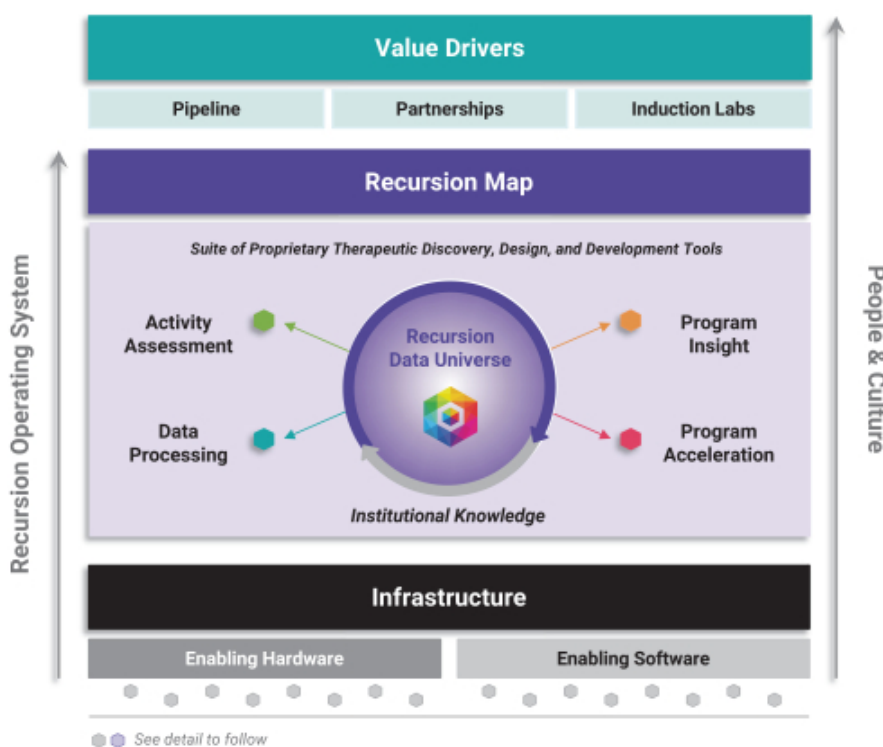 Value Drivers
Pipeline
Partnerships
Induction Labs
Recursion Map
Suite of Proprietary Therapeutic Discovery, Design, and Development Tools
Activity
Assessment
Recursion
Data Universe
Program
Insight
Data
Processing
Program
Acceleration
Institutional Knowledge
Infrastructure
Enabling Hardware
Enabling Software
See detail to follow
Recursion Operating System
People & Culture